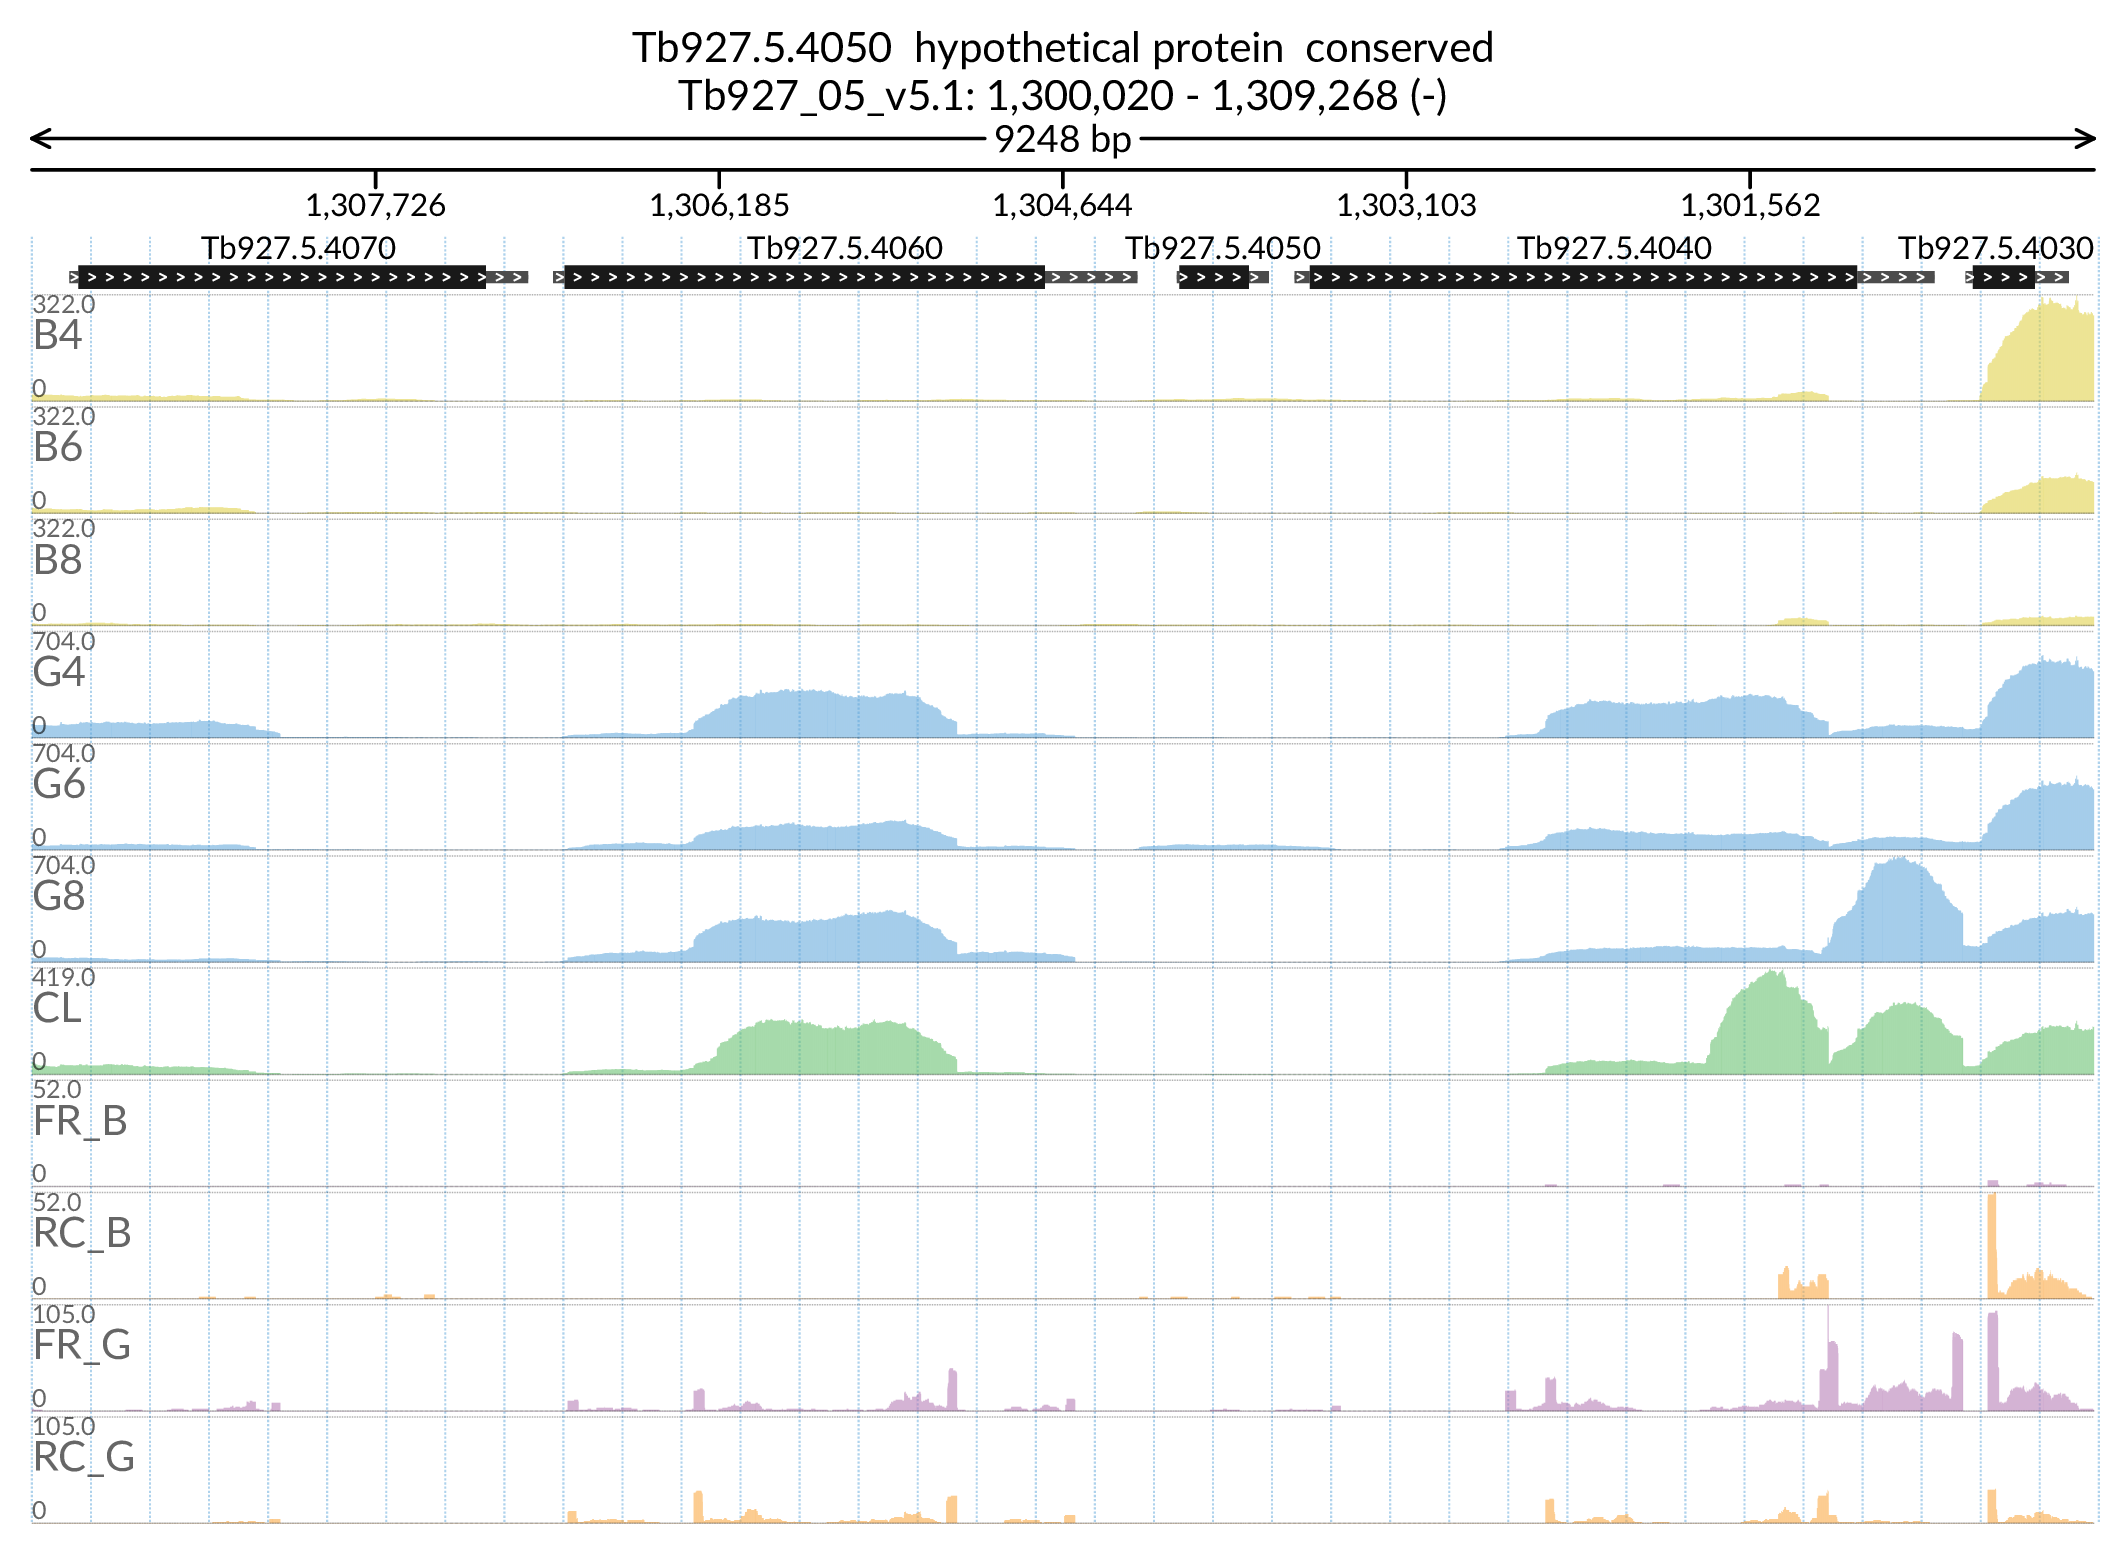 Tb927.5.4050  hypothetical protein  conserved
Tb927_05_v5.1: 1,300,020 - 1,309,268 (-)
9248 bp
1,307,726 1,306,185 1,304,644 1,303,103 1,301,562
Tb927.5.4070 Tb927.5.4060 Tb927.5.4050 Tb927.5.4040 Tb927.5.4030
322.0
B4
0
322.0
B6
0
322.0
B8
0
704.0
G4
0
704.0
G6
0
704.0
G8
0
419.0
CL
0
52.0
FR_B
0
52.0
RC_B
0
105.0
FR_G
0
105.0
RC_G
0